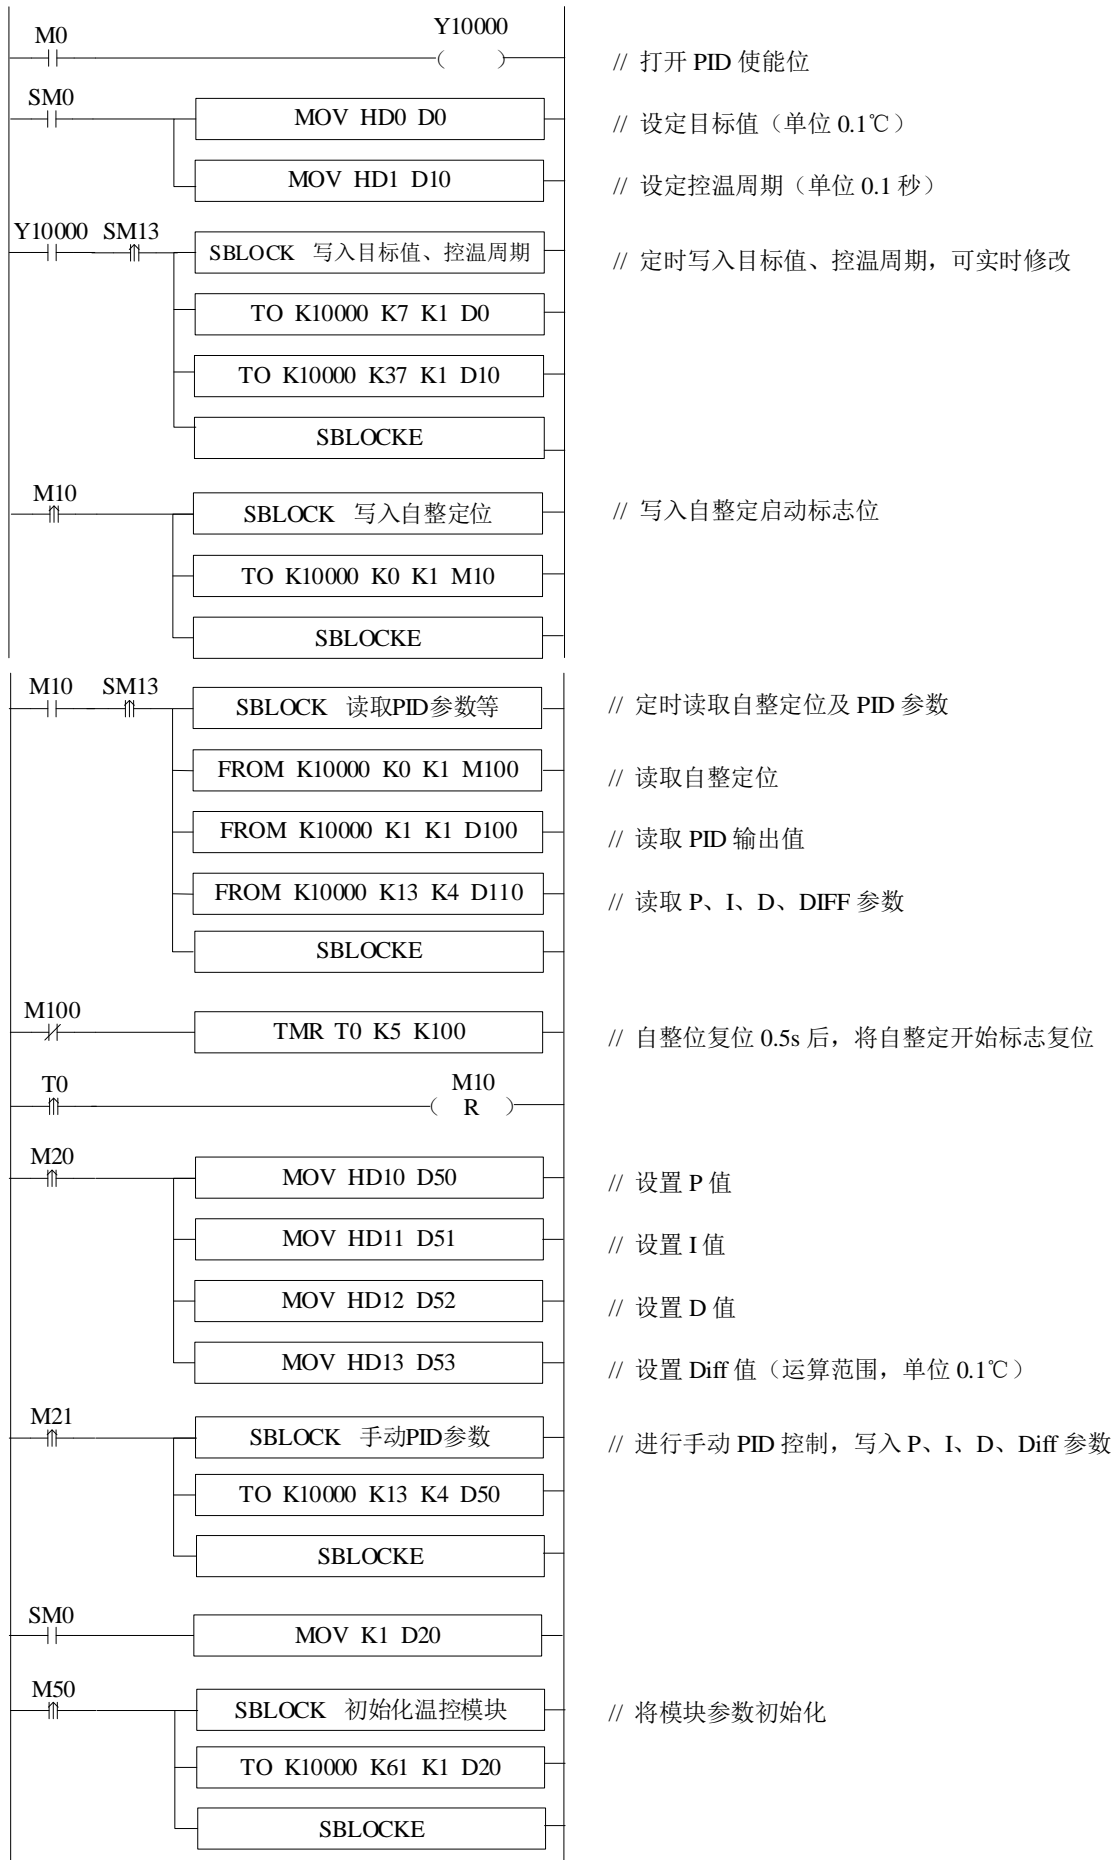 M0
Y10000
( )
// 打开 PID 使能位
SM0
MOV HD0 D0
// 设定目标值（单位 0.1℃）
MOV HD1 D10
// 设定控温周期（单位 0.1 秒）
Y10000 SM13
SBLOCK 写入目标值、控温周期
// 定时写入目标值、控温周期，可实时修改
TO K10000 K7 K1 D0
TO K10000 K37 K1 D10
SBLOCKE
M10
SBLOCK 写入自整定位
// 写入自整定启动标志位
TO K10000 K0 K1 M10
SBLOCKE
M10 SM13
SBLOCK 读取PID参数等
// 定时读取自整定位及 PID 参数
FROM K10000 K0 K1 M100
// 读取自整定位
FROM K10000 K1 K1 D100
// 读取 PID 输出值
FROM K10000 K13 K4 D110
// 读取 P、I、D、DIFF 参数
SBLOCKE
M100
TMR T0 K5 K100
// 自整位复位 0.5s 后，将自整定开始标志复位
T0
M10
( R )
M20
MOV HD10 D50
// 设置 P 值
MOV HD11 D51
// 设置 I 值
MOV HD12 D52
// 设置 D 值
MOV HD13 D53
// 设置 Diff 值（运算范围，单位 0.1℃）
M21
SBLOCK 手动PID参数
// 进行手动 PID 控制，写入 P、I、D、Diff 参数
TO K10000 K13 K4 D50
SBLOCKE
SM0
MOV K1 D20
M50
SBLOCK 初始化温控模块
// 将模块参数初始化
TO K10000 K61 K1 D20
SBLOCKE